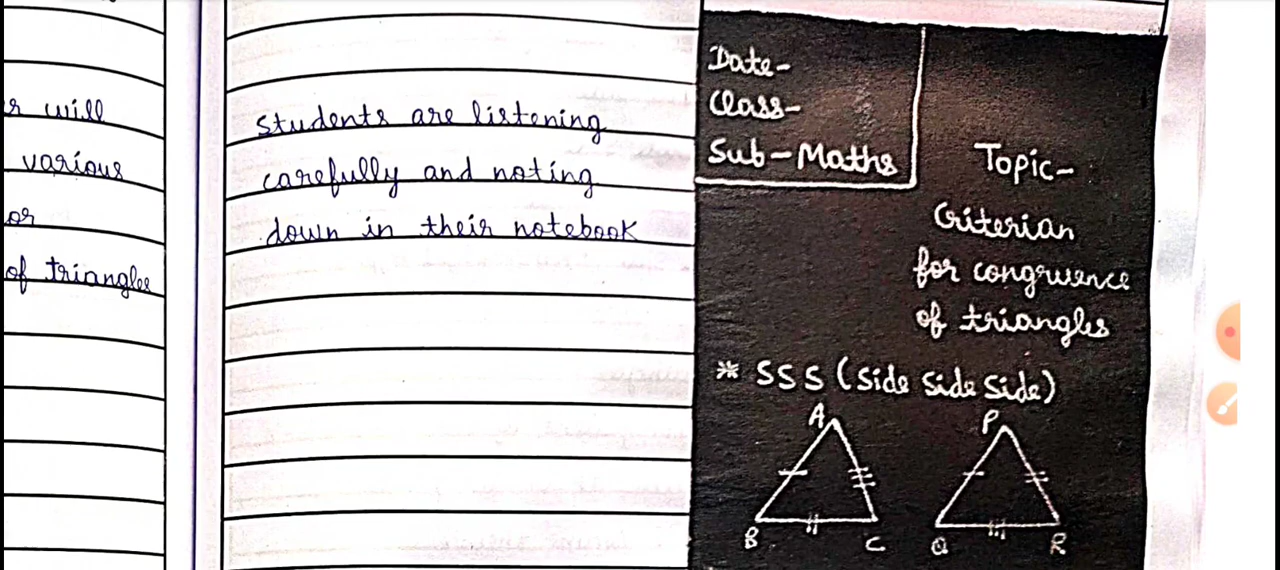 r will
various
or
of triangles
students are listening
carefully and noting
down in their notebook
Date-
Class-
Sub-Maths
Topic-
Criterian
for congruence
of triangles
* SSS (Side Side Side)
A P
B C Q R